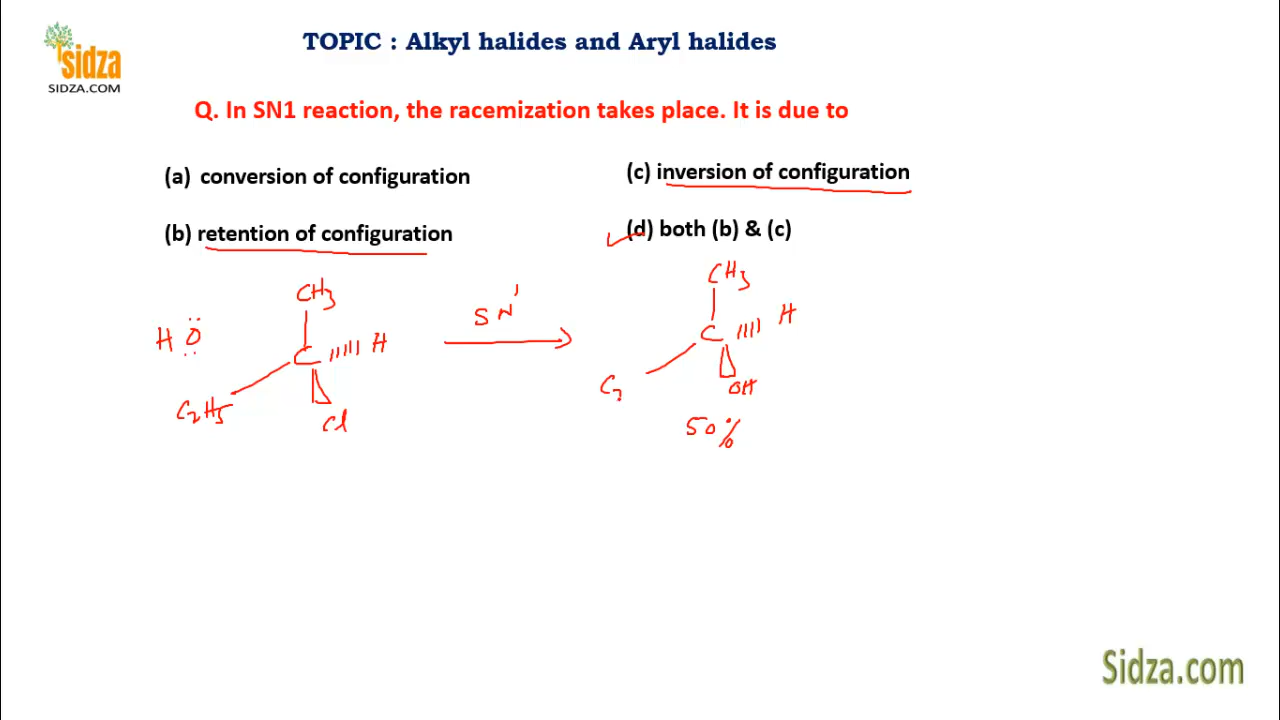 sidza
SIDZA.COM
TOPIC : Alkyl halides and Aryl halides
Q. In SN1 reaction, the racemization takes place. It is due to
(a) conversion of configuration
(c) inversion of configuration
(b) retention of configuration
(d) both (b) & (c)
CH3
HO
C
H
C2H5
Cl
SN1
CH3
C
H
C2
OH
50%
Sidza.com